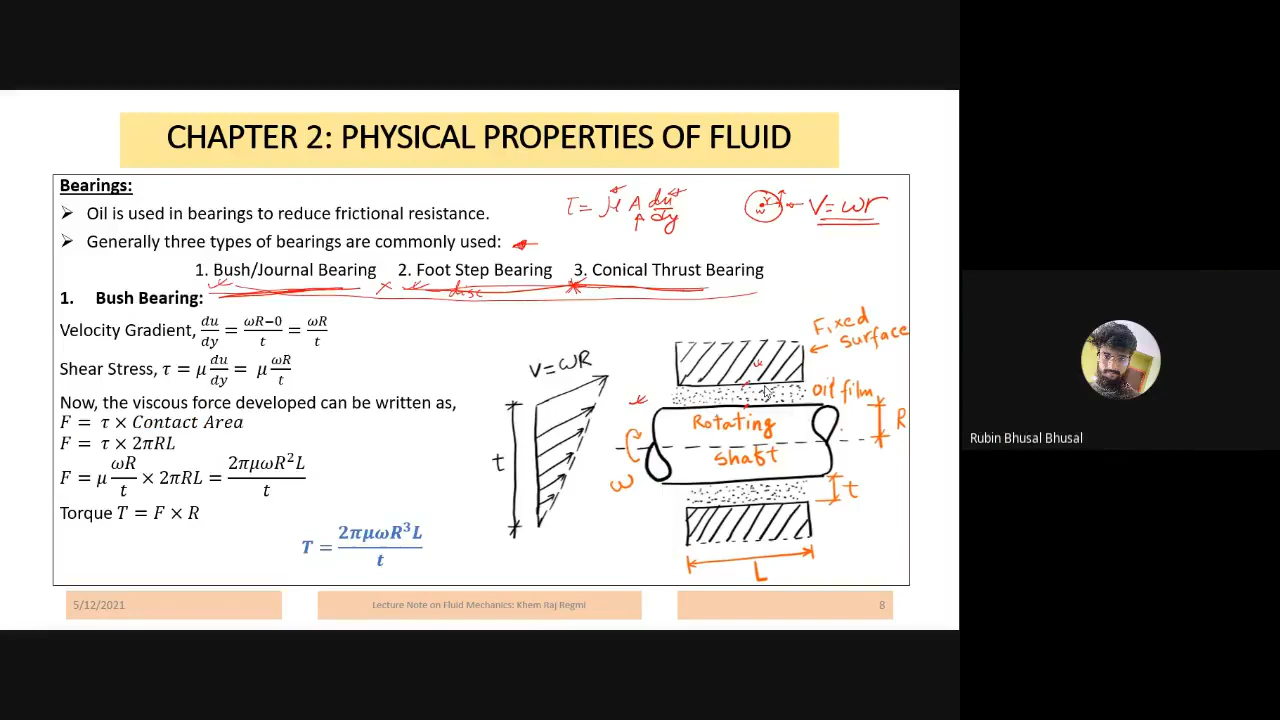 CHAPTER 2: PHYSICAL PROPERTIES OF FLUID
Bearings:
τ = μ A du/dy
w r V = ωr
➢ Oil is used in bearings to reduce frictional resistance.
➢ Generally three types of bearings are commonly used:
1. Bush/Journal Bearing 2. Foot Step Bearing 3. Conical Thrust Bearing
disc
1. Bush Bearing:
Velocity Gradient, du/dy = ωR−0/t = ωR/t
Shear Stress, τ = μ du/dy = μ ωR/t
Now, the viscous force developed can be written as,
F = τ × Contact Area
F = τ × 2πRL
F = μ ωR/t × 2πRL = 2πμωR²L/t
Torque T = F × R
T = 2πμωR³L/t
V=ωR
t
Fixed
surface
oil film
R
Rotating
shaft
ω
t
L
5/12/2021
Lecture Note on Fluid Mechanics: Khem Raj Regmi
8
Rubin Bhusal Bhusal